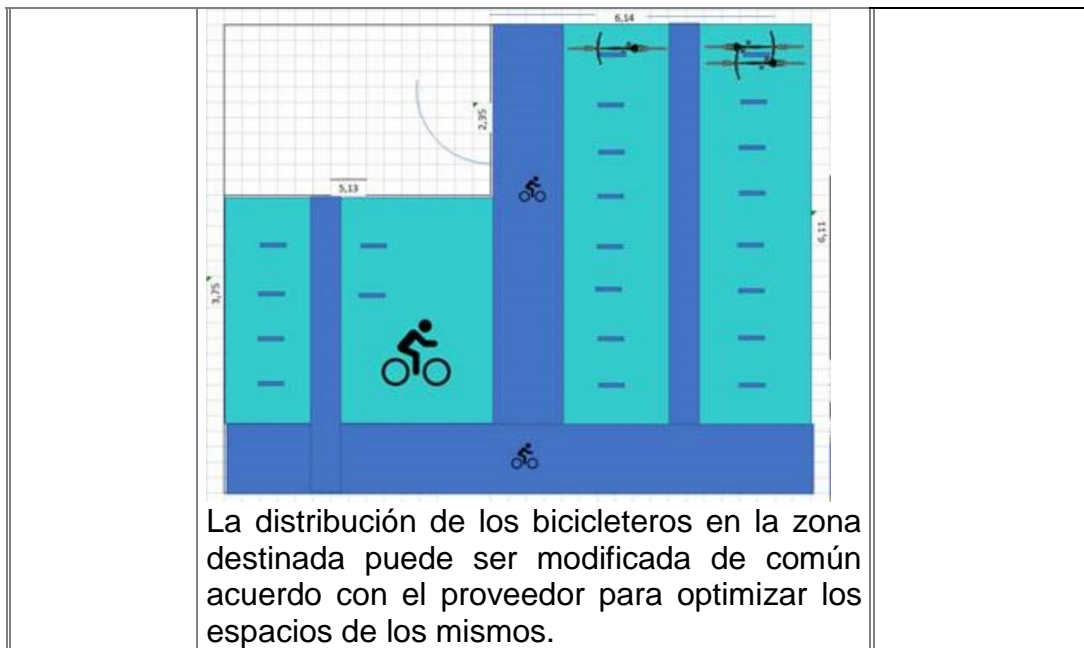 6,14
2,35
5,13
6,11
3,75
La distribución de los bicicleteros en la zona
destinada puede ser modificada de común
acuerdo con el proveedor para optimizar los
espacios de los mismos.